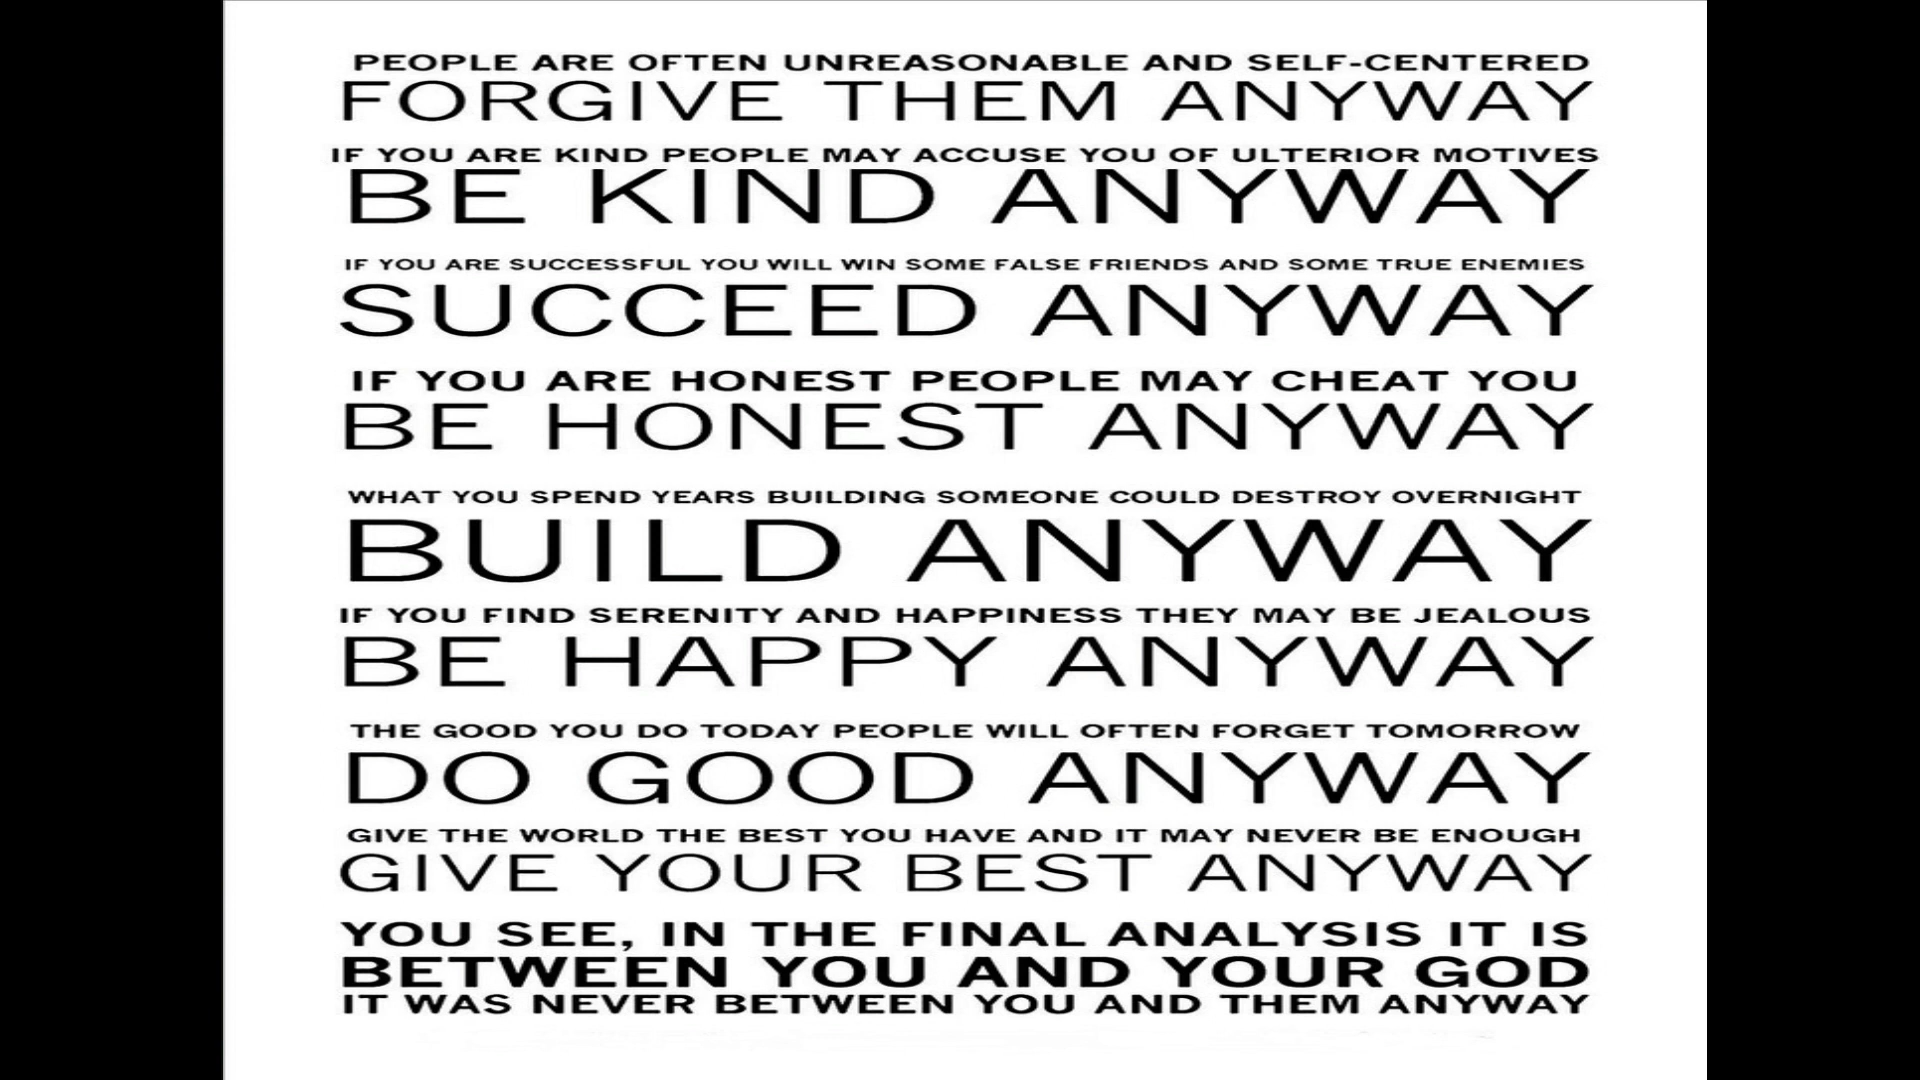 PEOPLE ARE OFTEN UNREASONABLE AND SELF-CENTERED
FORGIVE THEM ANYWAY
IF YOU ARE KIND PEOPLE MAY ACCUSE YOU OF ULTERIOR MOTIVES
BE KIND ANYWAY
IF YOU ARE SUCCESSFUL YOU WILL WIN SOME FALSE FRIENDS AND SOME TRUE ENEMIES
SUCCEED ANYWAY
IF YOU ARE HONEST PEOPLE MAY CHEAT YOU
BE HONEST ANYWAY
WHAT YOU SPEND YEARS BUILDING SOMEONE COULD DESTROY OVERNIGHT
BUILD ANYWAY
IF YOU FIND SERENITY AND HAPPINESS THEY MAY BE JEALOUS
BE HAPPY ANYWAY
THE GOOD YOU DO TODAY PEOPLE WILL OFTEN FORGET TOMORROW
DO GOOD ANYWAY
GIVE THE WORLD THE BEST YOU HAVE AND IT MAY NEVER BE ENOUGH
GIVE YOUR BEST ANYWAY
YOU SEE, IN THE FINAL ANALYSIS IT IS
BETWEEN YOU AND YOUR GOD
IT WAS NEVER BETWEEN YOU AND THEM ANYWAY